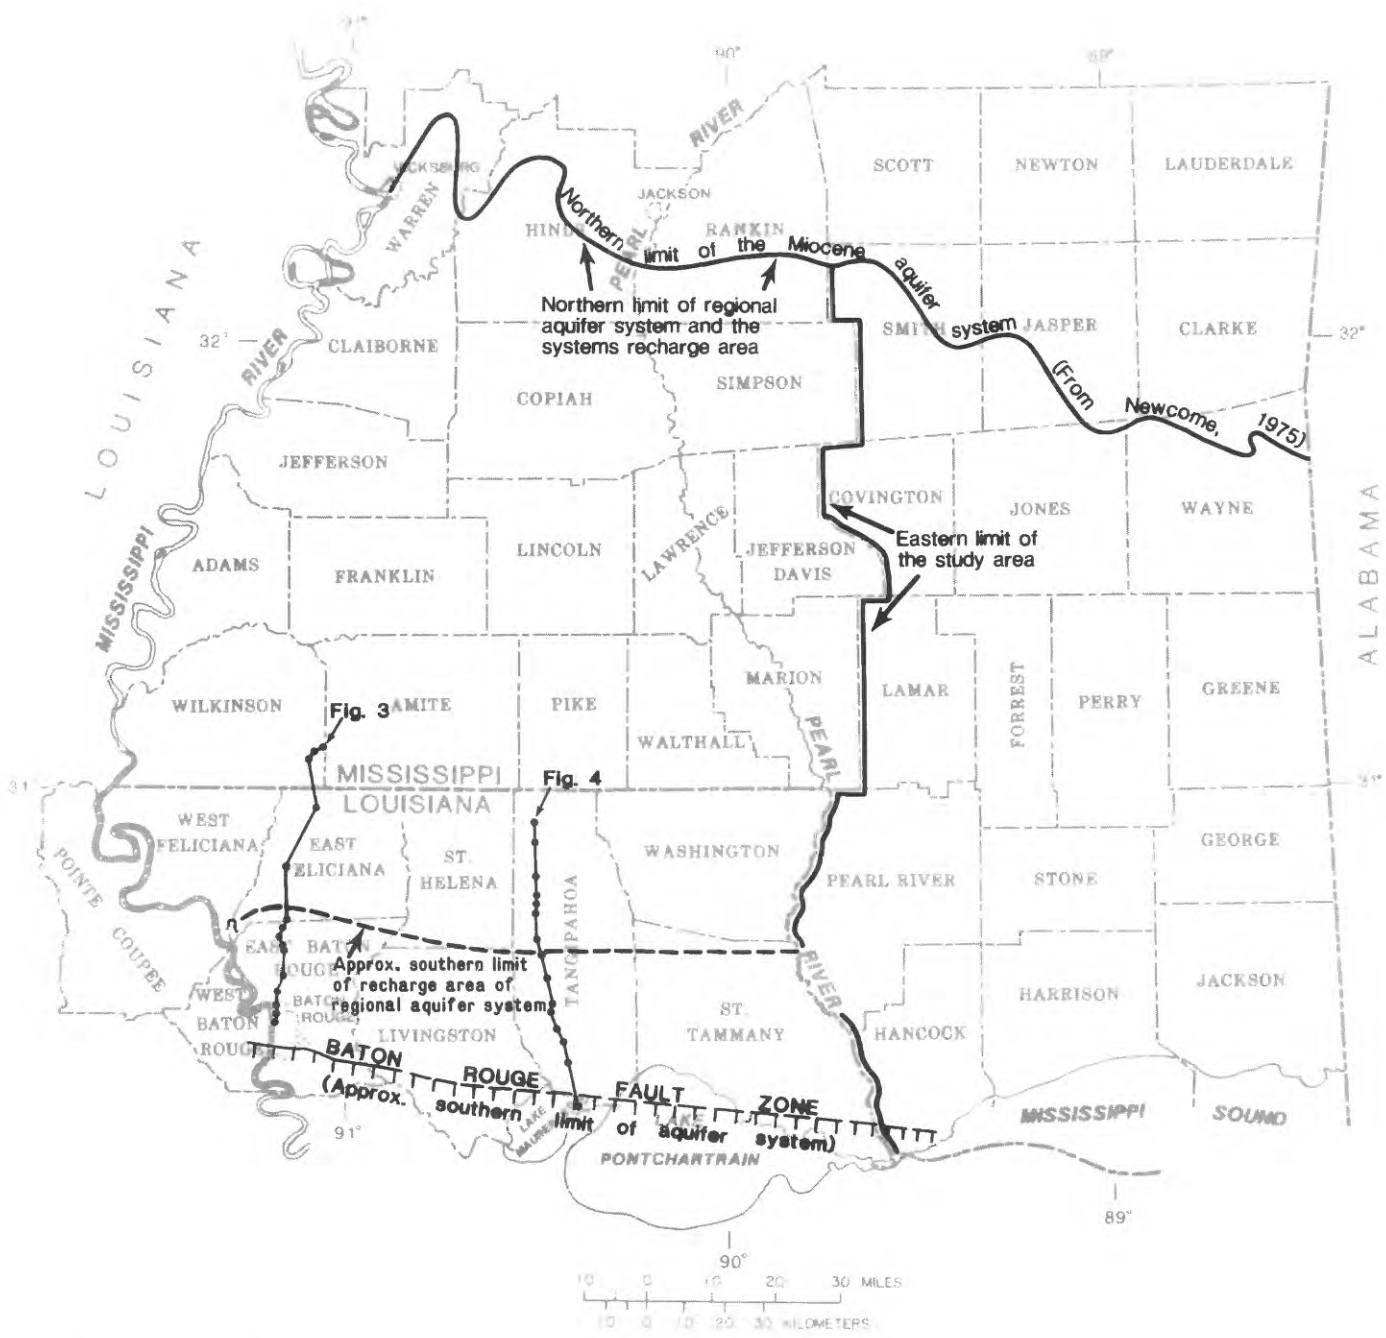 91°
90°
89°
RIVER
SCOTT
NEWTON
LAUDERDALE
VICKSBURG
WARREN
JACKSON
HINDS
RANKIN
PEARL
Northern limit of the Miocene aquifer system (From Newcome, 1975)
LOUISIANA
Northern limit of regional
aquifer system and the
systems recharge area
SMITH
JASPER
CLARKE
32°
32°
CLAIBORNE
RIVER
SIMPSON
COPIAH
JEFFERSON
COVINGTON
JONES
WAYNE
MISSISSIPPI
LAWRENCE
LINCOLN
JEFFERSON
DAVIS
Eastern limit of
the study area
ADAMS
FRANKLIN
ALABAMA
MARION
LAMAR
FORREST
PERRY
GREENE
WILKINSON
Fig. 3
AMITE
PIKE
WALTHALL
PEARL
MISSISSIPPI
LOUISIANA
Fig. 4
31°
31°
WEST
FELICIANA
EAST
FELICIANA
ST.
HELENA
WASHINGTON
PEARL RIVER
STONE
GEORGE
POINTE
COUPEE
TANGIPAHOA
EAST BATON
ROUGE
Approx. southern limit
of recharge area of
regional aquifer system
RIVER
WEST
BATON
ROUGE
BATON
ROUGE
LIVINGSTON
ST.
TAMMANY
HANCOCK
HARRISON
JACKSON
BATON ROUGE FAULT ZONE
(Approx. southern limit of aquifer system)
LAKE
MAUREPAS
LAKE
PONTCHARTRAIN
MISSISSIPPI SOUND
91°
90°
89°
10 0 10 20 30 MILES
10 0 10 20 30 KILOMETERS